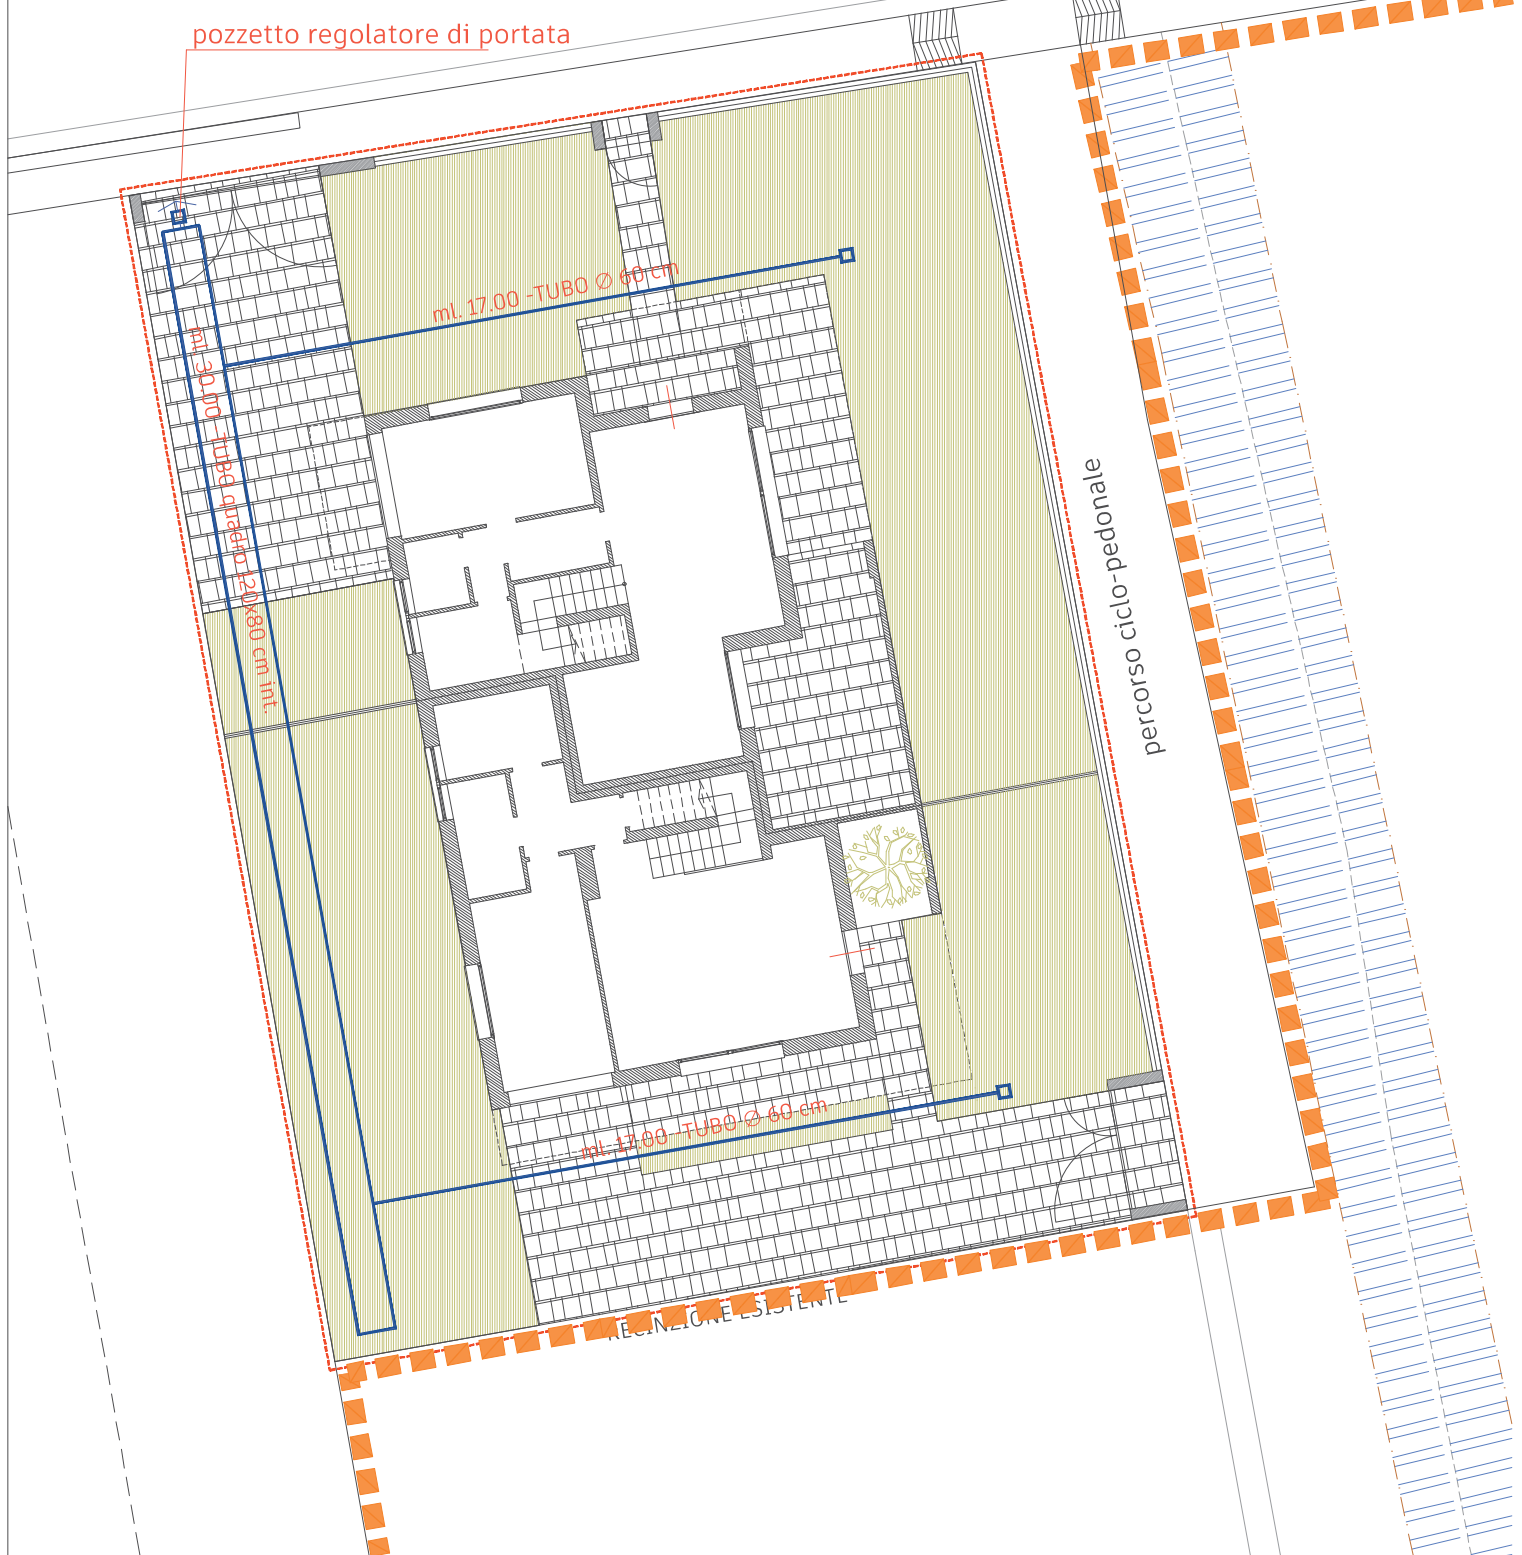 pozzetto regolatore di portata
ml. 17.00 -TUBO ∅ 60 cm
ml. 30.00 -TUBO quadro 120x80 cm int.
percorso ciclo-pedonale
ml. 17.00 -TUBO ∅ 60 cm
RECINZIONE ESISTENTE